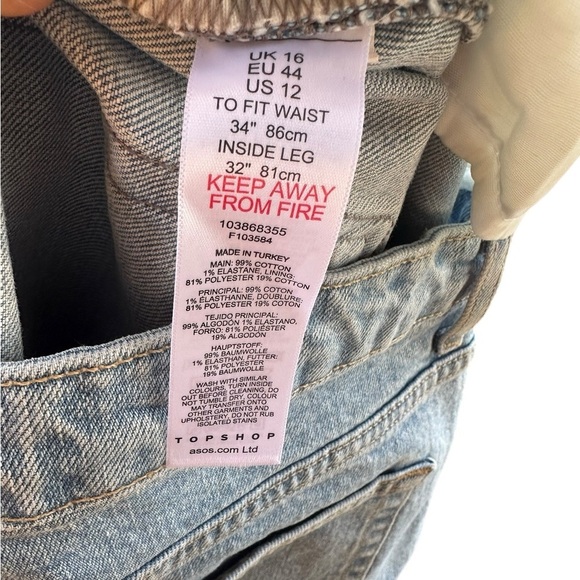 UK 16
EU 44
US 12
TO FIT WAIST
34" 86cm
INSIDE LEG
32" 81cm
KEEP AWAY
FROM FIRE
103868355
F103584
MADE IN TURKEY
MAIN: 99% COTTON
1% ELASTANE, LINING:
81% POLYESTER 19% COTTON
PRINCIPAL: 99% COTON
1% ÉLASTHANNE, DOUBLURE:
81% POLYESTER 19% COTON
TEJIDO PRINCIPAL:
99% ALGODÓN 1% ELASTANO,
FORRO: 81% POLIÉSTER
19% ALGODÓN
HAUPTSTOFF:
99% BAUMWOLLE
1% ELASTHAN, FUTTER:
81% POLYESTER
19% BAUMWOLLE
WASH WITH SIMILAR
COLOURS, TURN INSIDE
OUT BEFORE CLEANING, DO
NOT TUMBLE DRY, COLOUR
MAY TRANSFER ONTO
OTHER GARMENTS AND
UPHOLSTERY, DO NOT RUB
ISOLATED STAINS
TOPSHOP
asos.com Ltd